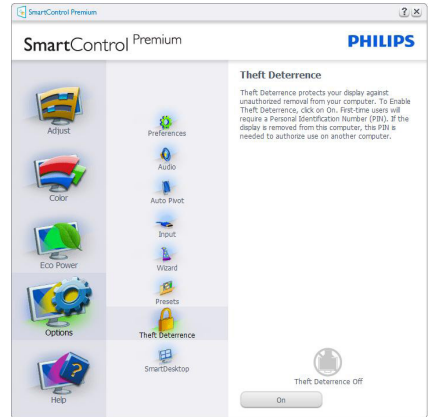 SmartControl Premium
? ×
SmartControl Premium
PHILIPS
Adjust
Color
Eco Power
Options
Help
Preferences
Audio
Auto Pivot
Input
Wizard
Presets
Theft Deterrence
SmartDesktop
Theft Deterrence
Theft Deterrence protects your display against
unauthorized removal from your computer. To Enable
Theft Deterrence, click on On. First-time users will
require a Personal Identification Number (PIN). If the
display is removed from this computer, this PIN is
needed to authorize use on another computer.
Theft Deterrence Off
On